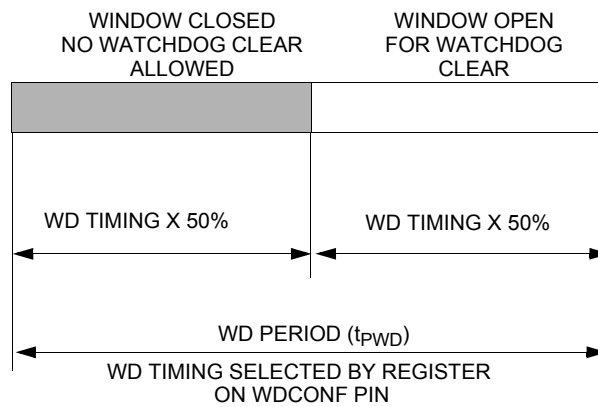 WINDOW CLOSED
NO WATCHDOG CLEAR
ALLOWED
WINDOW OPEN
FOR WATCHDOG
CLEAR
WD TIMING X 50%
WD TIMING X 50%
WD PERIOD (tPWD)
WD TIMING SELECTED BY REGISTER
ON WDCONF PIN